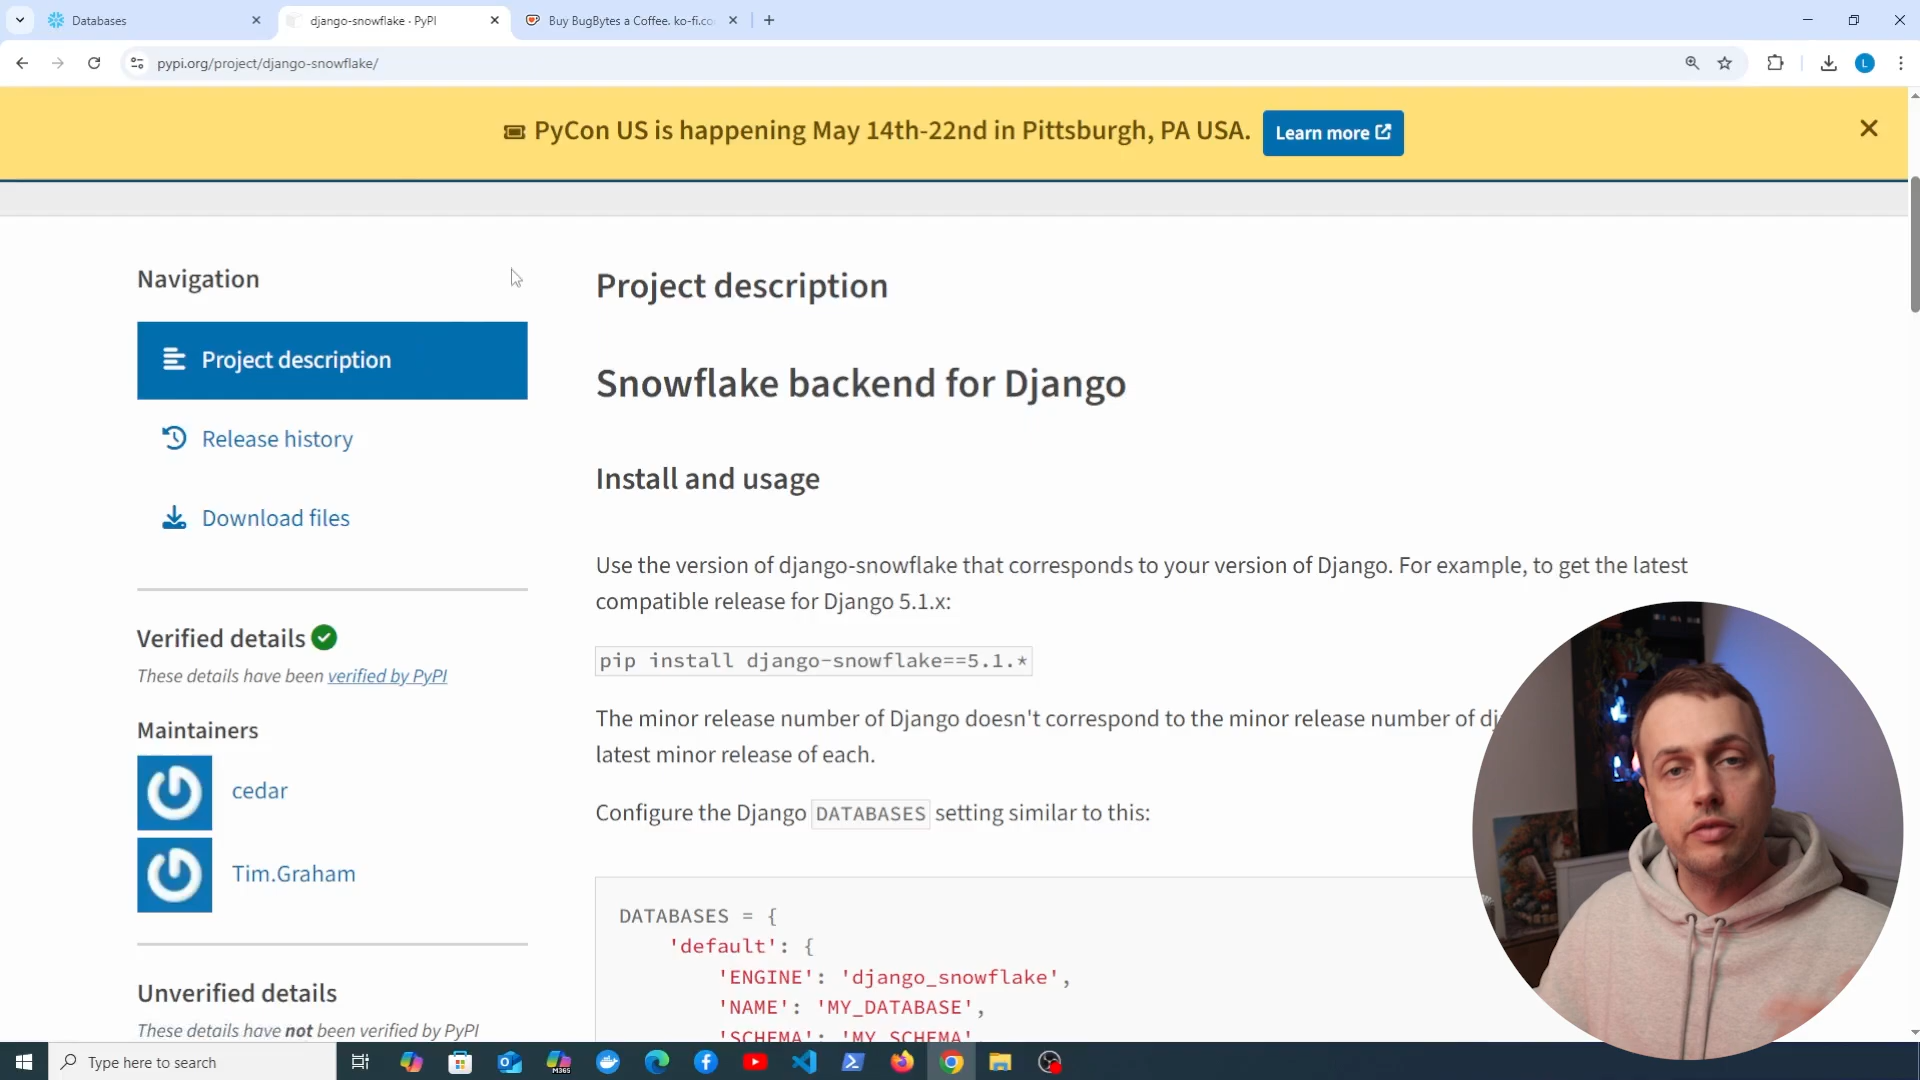 Databases
django-snowflake · PyPI
Buy BugBytes a Coffee. ko-fi.co
pypi.org/project/django-snowflake/
L
PyCon US is happening May 14th-22nd in Pittsburgh, PA USA.
Learn more
Navigation
Project description
Release history
Download files
Verified details
These details have been verified by PyPI
Maintainers
cedar
Tim.Graham
Unverified details
These details have not been verified by PyPI
Project description
Snowflake backend for Django
Install and usage
Use the version of django-snowflake that corresponds to your version of Django. For example, to get the latest
compatible release for Django 5.1.x:
pip install django-snowflake==5.1.*
The minor release number of Django doesn't correspond to the minor release number of dj
latest minor release of each.
Configure the Django DATABASES setting similar to this:
DATABASES = {
'default': {
'ENGINE': 'django_snowflake',
'NAME': 'MY_DATABASE',
'SCHEMA': 'MY_SCHEMA'
Type here to search
M365